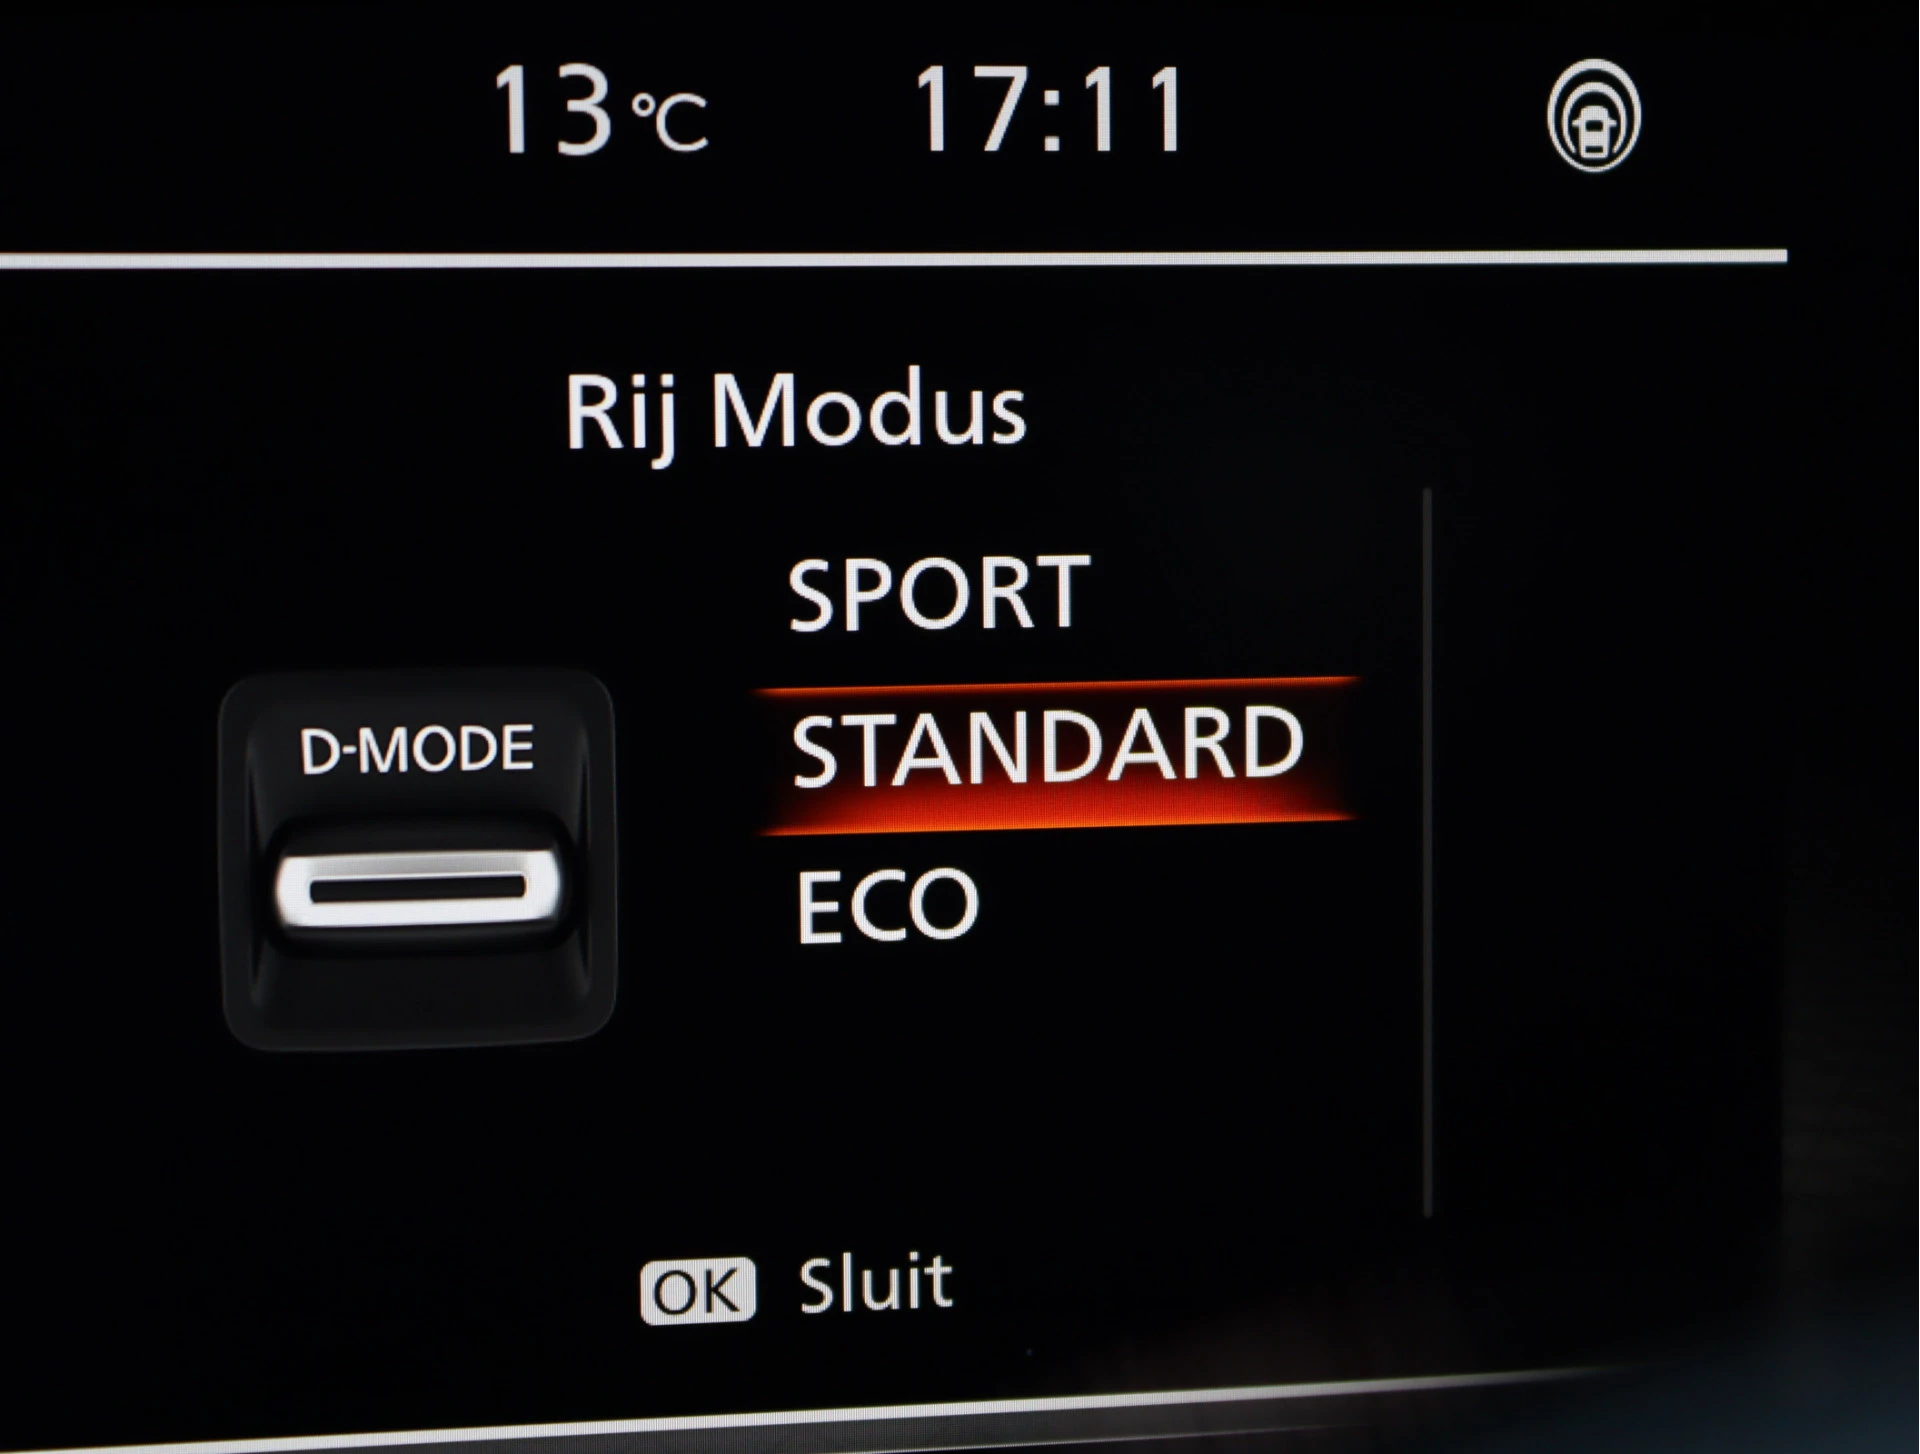 13 °C 17:11
Rij Modus
SPORT
D-MODE STANDARD
ECO
OK Sluit